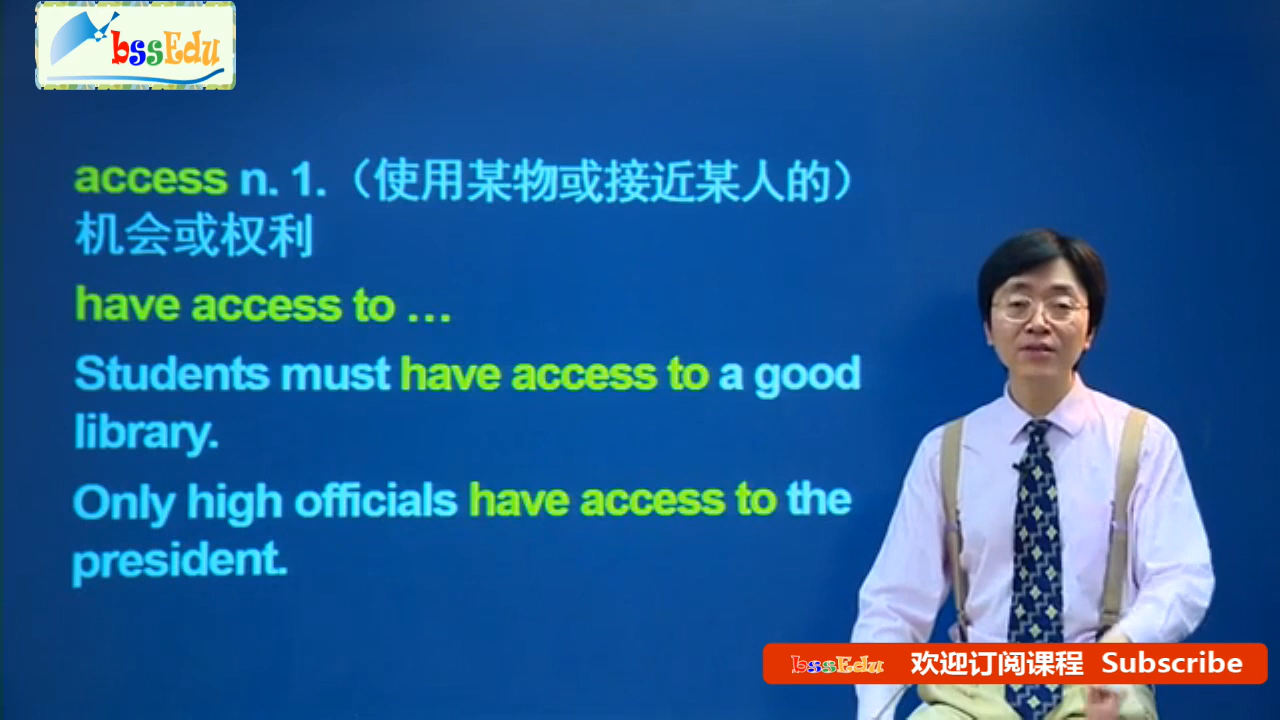 bssEdu
access n. 1.（使用某物或接近某人的）
机会或权利
have access to …
Students must have access to a good
library.
Only high officials have access to the
president.
bssEdu 欢迎订阅课程 Subscribe